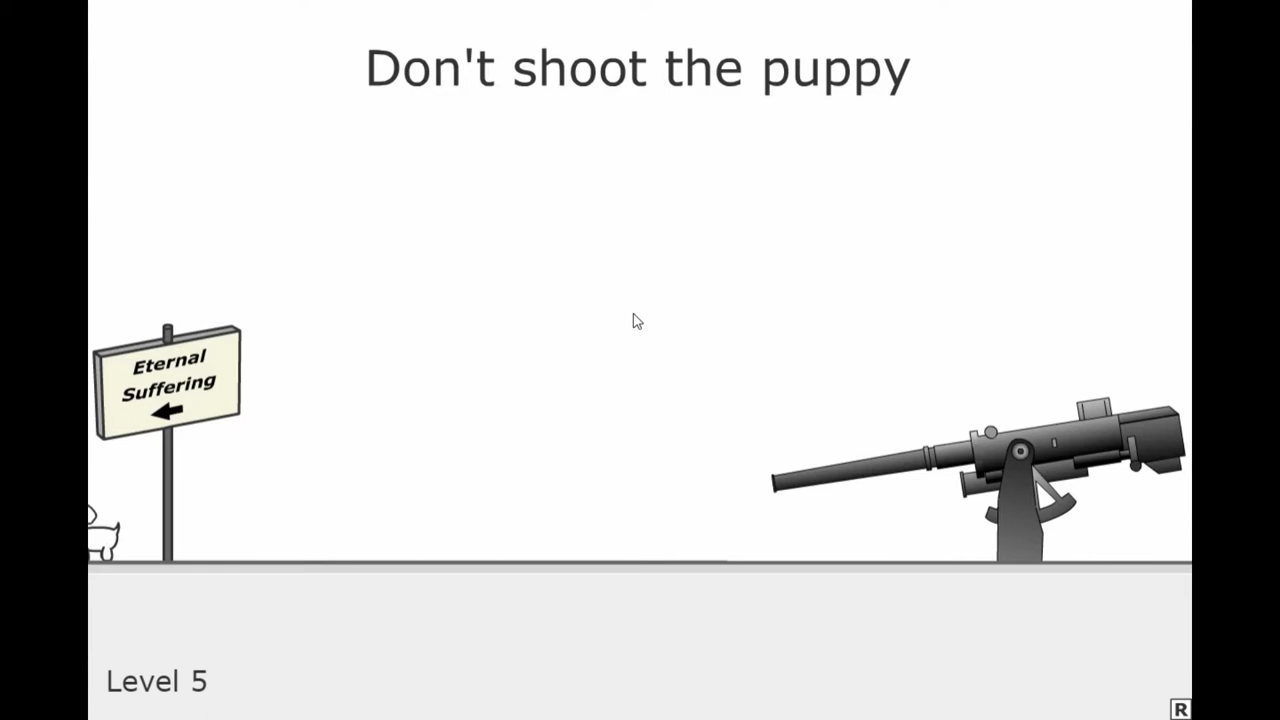 Don't shoot the puppy
Eternal
Suffering
Level 5
R